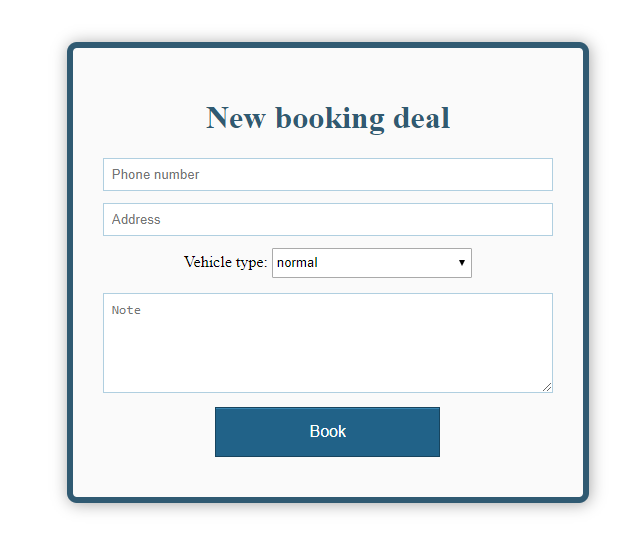 New booking deal
Phone number
Address
Vehicle type: normal
Note
Book